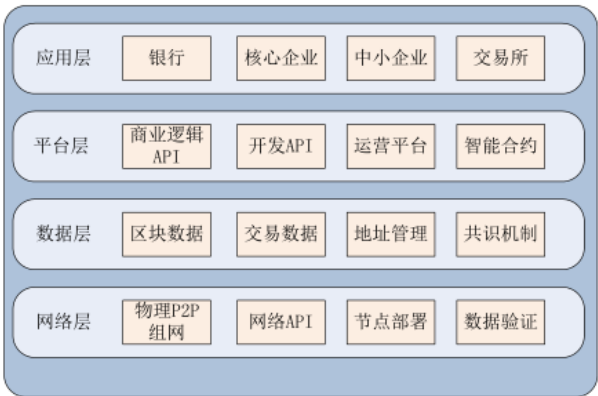 应用层 银行 核心企业 中小企业 交易所
平台层 商业逻辑API 开发API 运营平台 智能合约
数据层 区块数据 交易数据 地址管理 共识机制
网络层 物理P2P组网 网络API 节点部署 数据验证